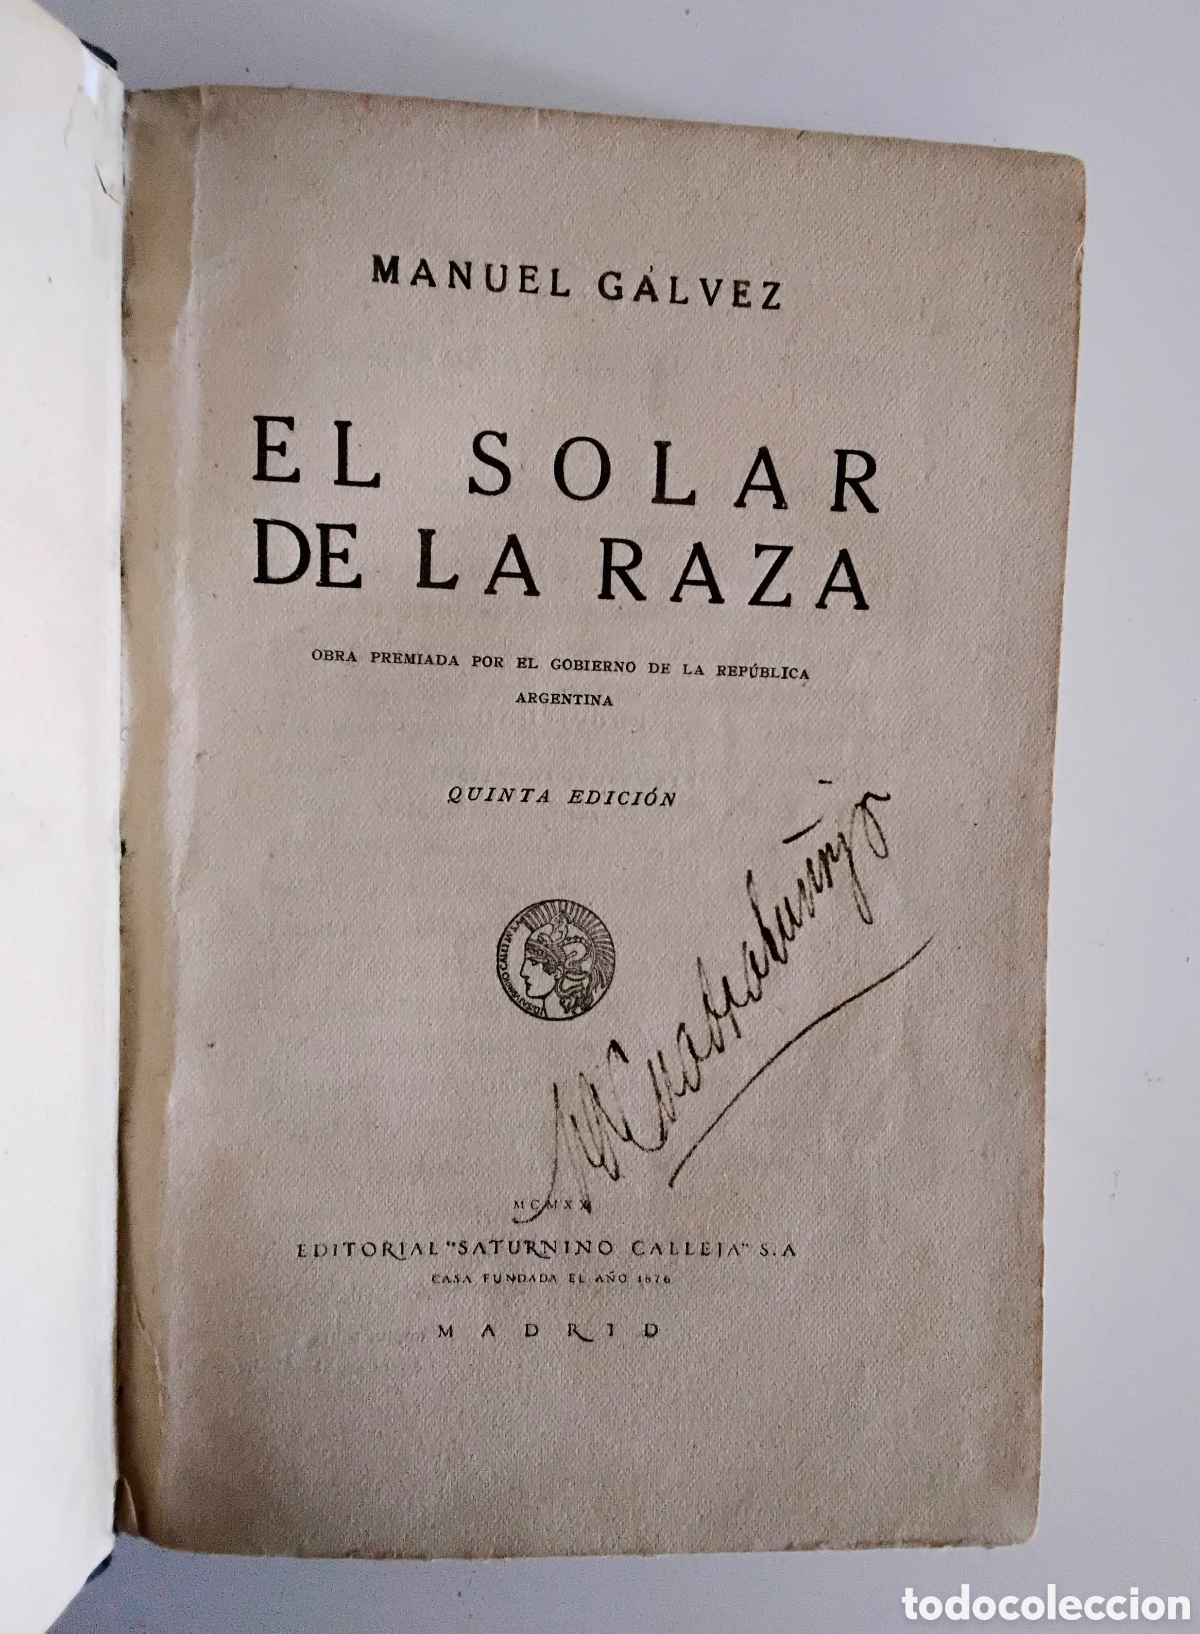 MANUEL GÁLVEZ
EL SOLAR
DE LA RAZA
OBRA PREMIADA POR EL GOBIERNO DE LA REPÚBLICA
ARGENTINA
QUINTA EDICIÓN
MCMXX
EDITORIAL "SATURNINO CALLEJA" S.A
CASA FUNDADA EL AÑO 1876
MADRID
todocoleccion